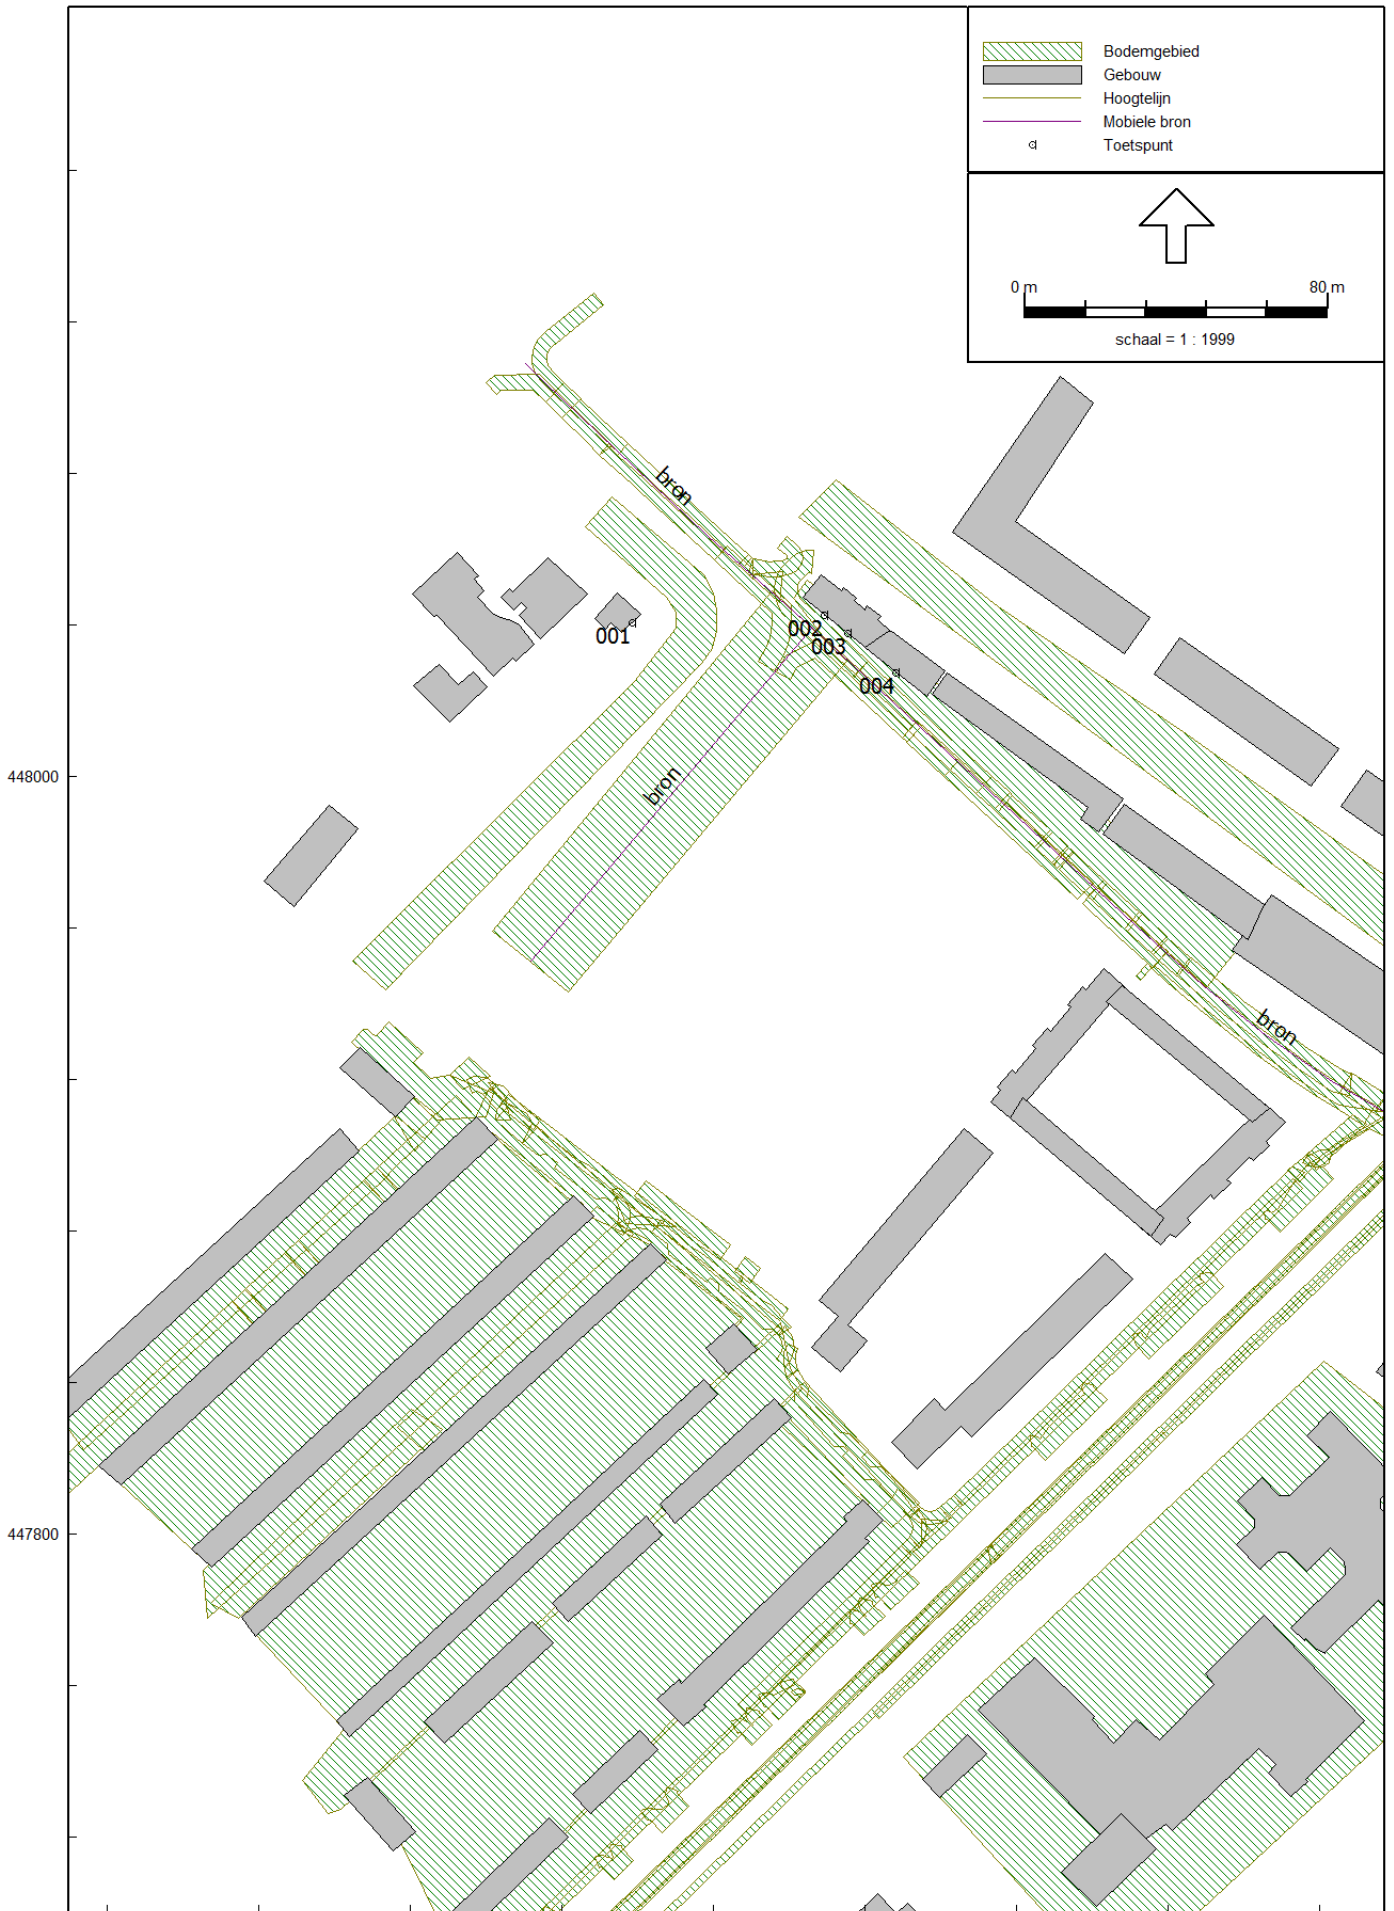 Bodemgebied
Gebouw
Hoogtelijn
Mobiele bron
Toetspunt
0 m 80 m
schaal = 1 : 1999
bron
001
002
003
004
448000
bron
bron
447800